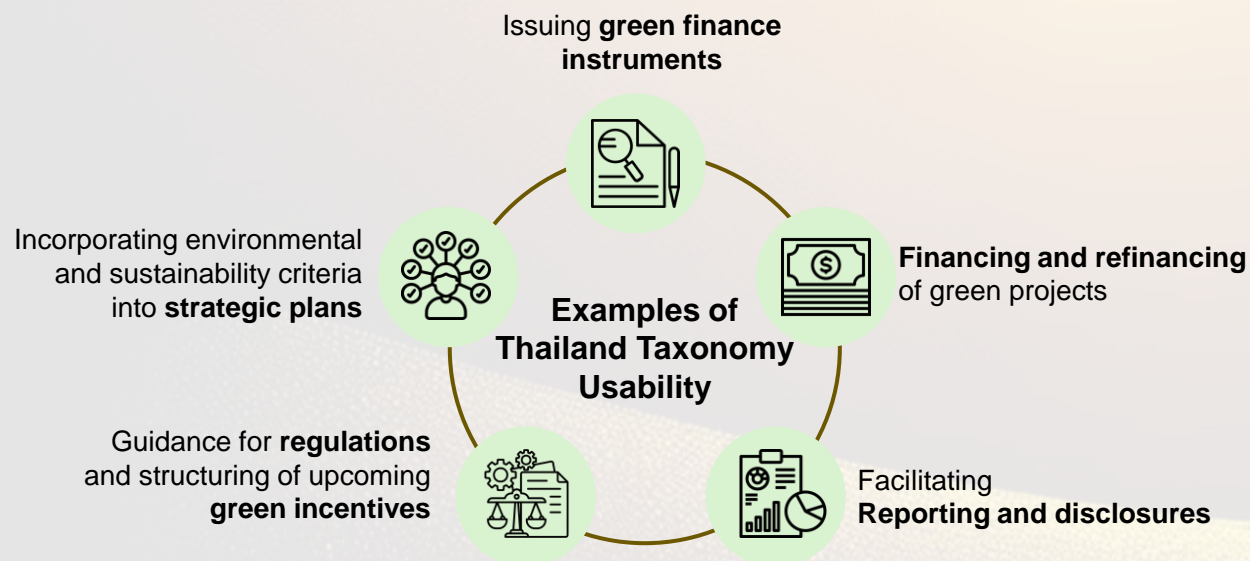 Issuing green finance
instruments
Financing and refinancing
of green projects
Facilitating
Reporting and disclosures
Guidance for regulations
and structuring of upcoming
green incentives
Incorporating environmental
and sustainability criteria
into strategic plans
Examples of
Thailand Taxonomy
Usability
$